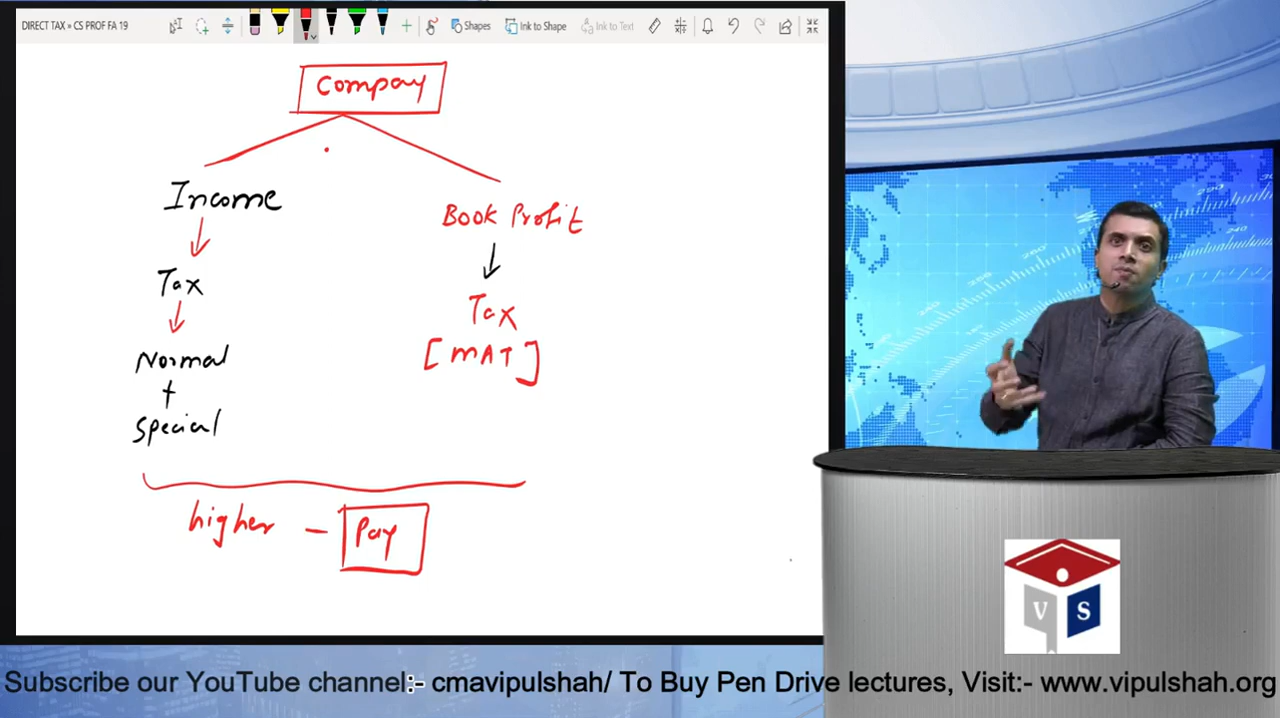 DIRECT TAX » CS PROF FA 19
Shapes
Ink to Shape
Ink to Text
Compay
Income
Book Profit
Tax
Tax
[MAT]
Normal
+
Special
higher - Pay
V S
Subscribe our YouTube channel:- cmavipulshah/ To Buy Pen Drive lectures, Visit:- www.vipulshah.org